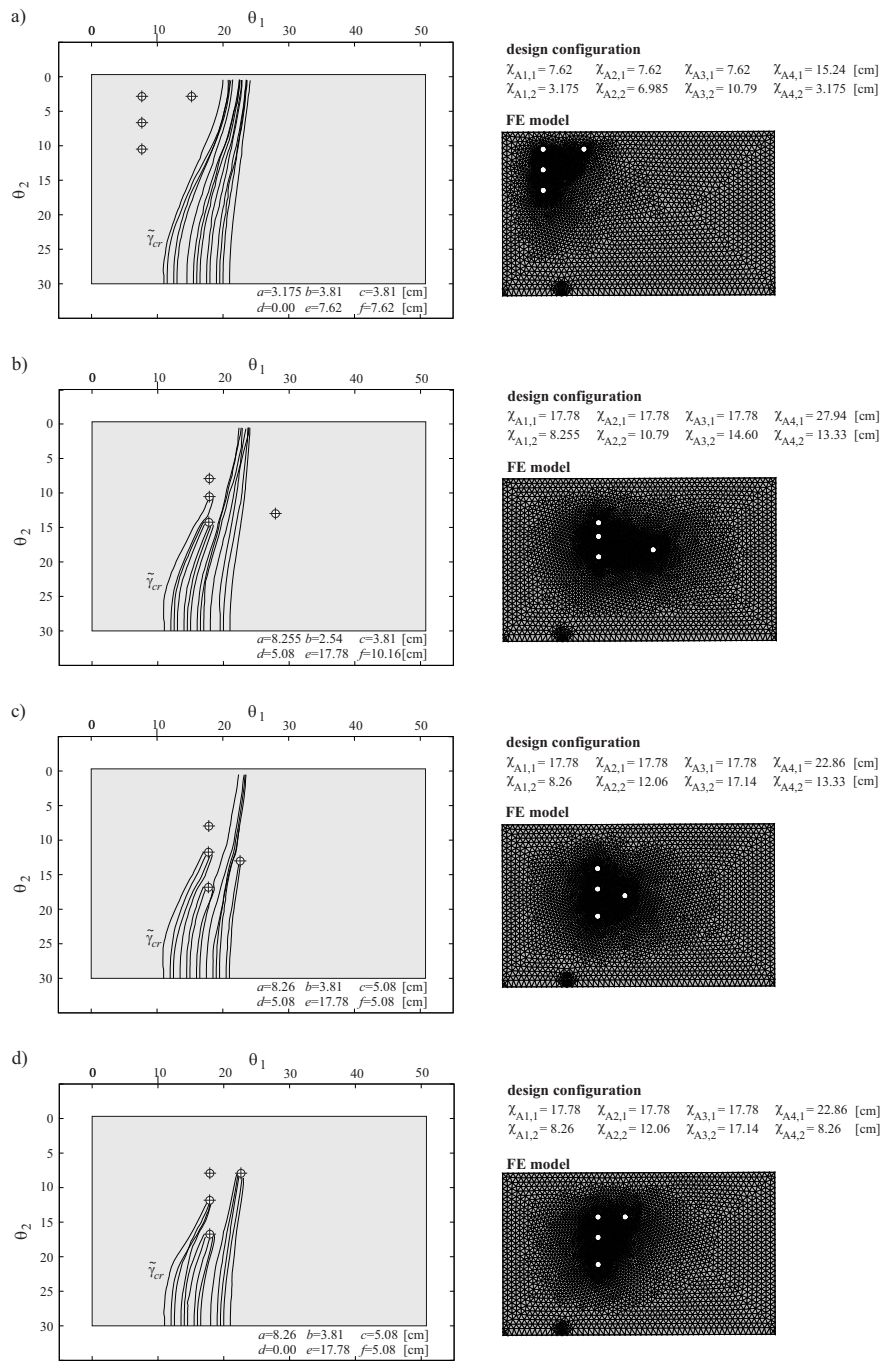 a)
θ1
0 10 20 30 40 50
0
5
10
15
20
25
30
θ2
γ̃cr
a=3.175 b=3.81 c=3.81 [cm]
d=0.00 e=7.62 f=7.62 [cm]
design configuration
χA1,1 = 7.62 χA2,1 = 7.62 χA3,1 = 7.62 χA4,1 = 15.24 [cm]
χA1,2 = 3.175 χA2,2 = 6.985 χA3,2 = 10.79 χA4,2 = 3.175 [cm]
FE model
b)
θ1
0 10 20 30 40 50
0
5
10
15
20
25
30
θ2
γ̃cr
a=8.255 b=2.54 c=3.81 [cm]
d=5.08 e=17.78 f=10.16[cm]
design configuration
χA1,1 = 17.78 χA2,1 = 17.78 χA3,1 = 17.78 χA4,1 = 27.94 [cm]
χA1,2 = 8.255 χA2,2 = 10.79 χA3,2 = 14.60 χA4,2 = 13.33 [cm]
FE model
c)
θ1
0 10 20 30 40 50
0
5
10
15
20
25
30
θ2
γ̃cr
a=8.26 b=3.81 c=5.08 [cm]
d=5.08 e=17.78 f=5.08 [cm]
design configuration
χA1,1 = 17.78 χA2,1 = 17.78 χA3,1 = 17.78 χA4,1 = 22.86 [cm]
χA1,2 = 8.26 χA2,2 = 12.06 χA3,2 = 17.14 χA4,2 = 13.33 [cm]
FE model
d)
θ1
0 10 20 30 40 50
0
5
10
15
20
25
30
θ2
γ̃cr
a=8.26 b=3.81 c=5.08 [cm]
d=0.00 e=17.78 f=5.08 [cm]
design configuration
χA1,1 = 17.78 χA2,1 = 17.78 χA3,1 = 17.78 χA4,1 = 22.86 [cm]
χA1,2 = 8.26 χA2,2 = 12.06 χA3,2 = 17.14 χA4,2 = 8.26 [cm]
FE model